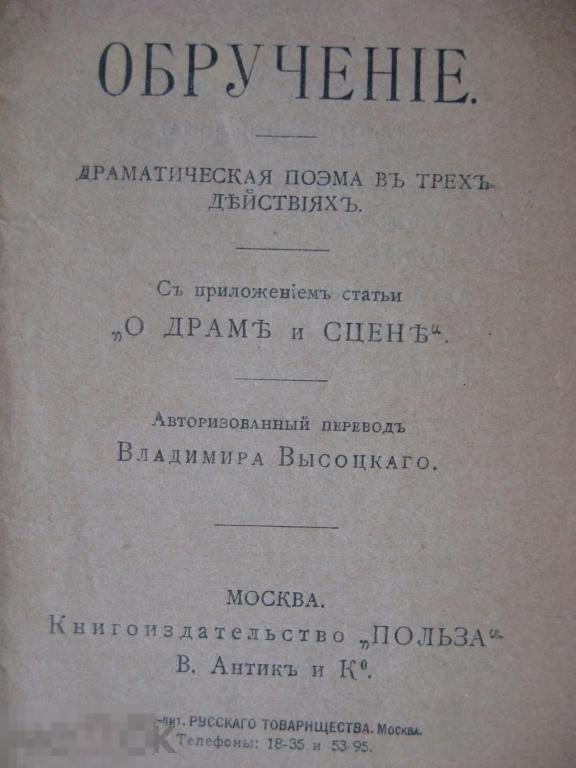 ОБРУЧЕНІЕ.
ДРАМАТИЧЕСКАЯ ПОЭМА ВЪ ТРЕХЪ
ДѢЙСТВІЯХЪ.
Съ приложеніемъ статьи
„О ДРАМѢ и СЦЕНѢ“.
Авторизованный переводъ
Владимира Высоцкаго.
МОСКВА.
Книгоиздательство „ПОЛЬЗА“
В. Антикъ и Ко.
-лит. РУССКАГО ТОВАРИЩЕСТВА. Москва.
Телефоны: 18-35 и 53-95.